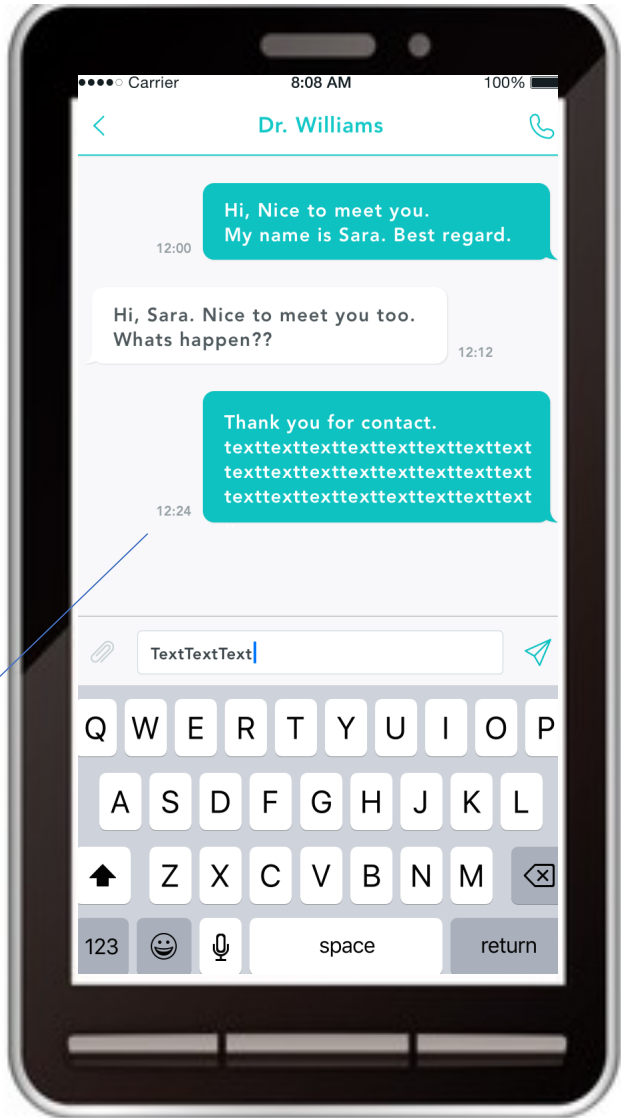 Carrier 8:08 AM 100%
Dr. Williams
Hi, Nice to meet you.
My name is Sara. Best regard.
12:00
Hi, Sara. Nice to meet you too.
Whats happen??
12:12
Thank you for contact.
texttexttexttexttexttexttexttext
texttexttexttexttexttexttexttext
texttexttexttexttexttexttexttext
12:24
TextTextText
Q W E R T Y U I O P
A S D F G H J K L
Z X C V B N M
123 space return